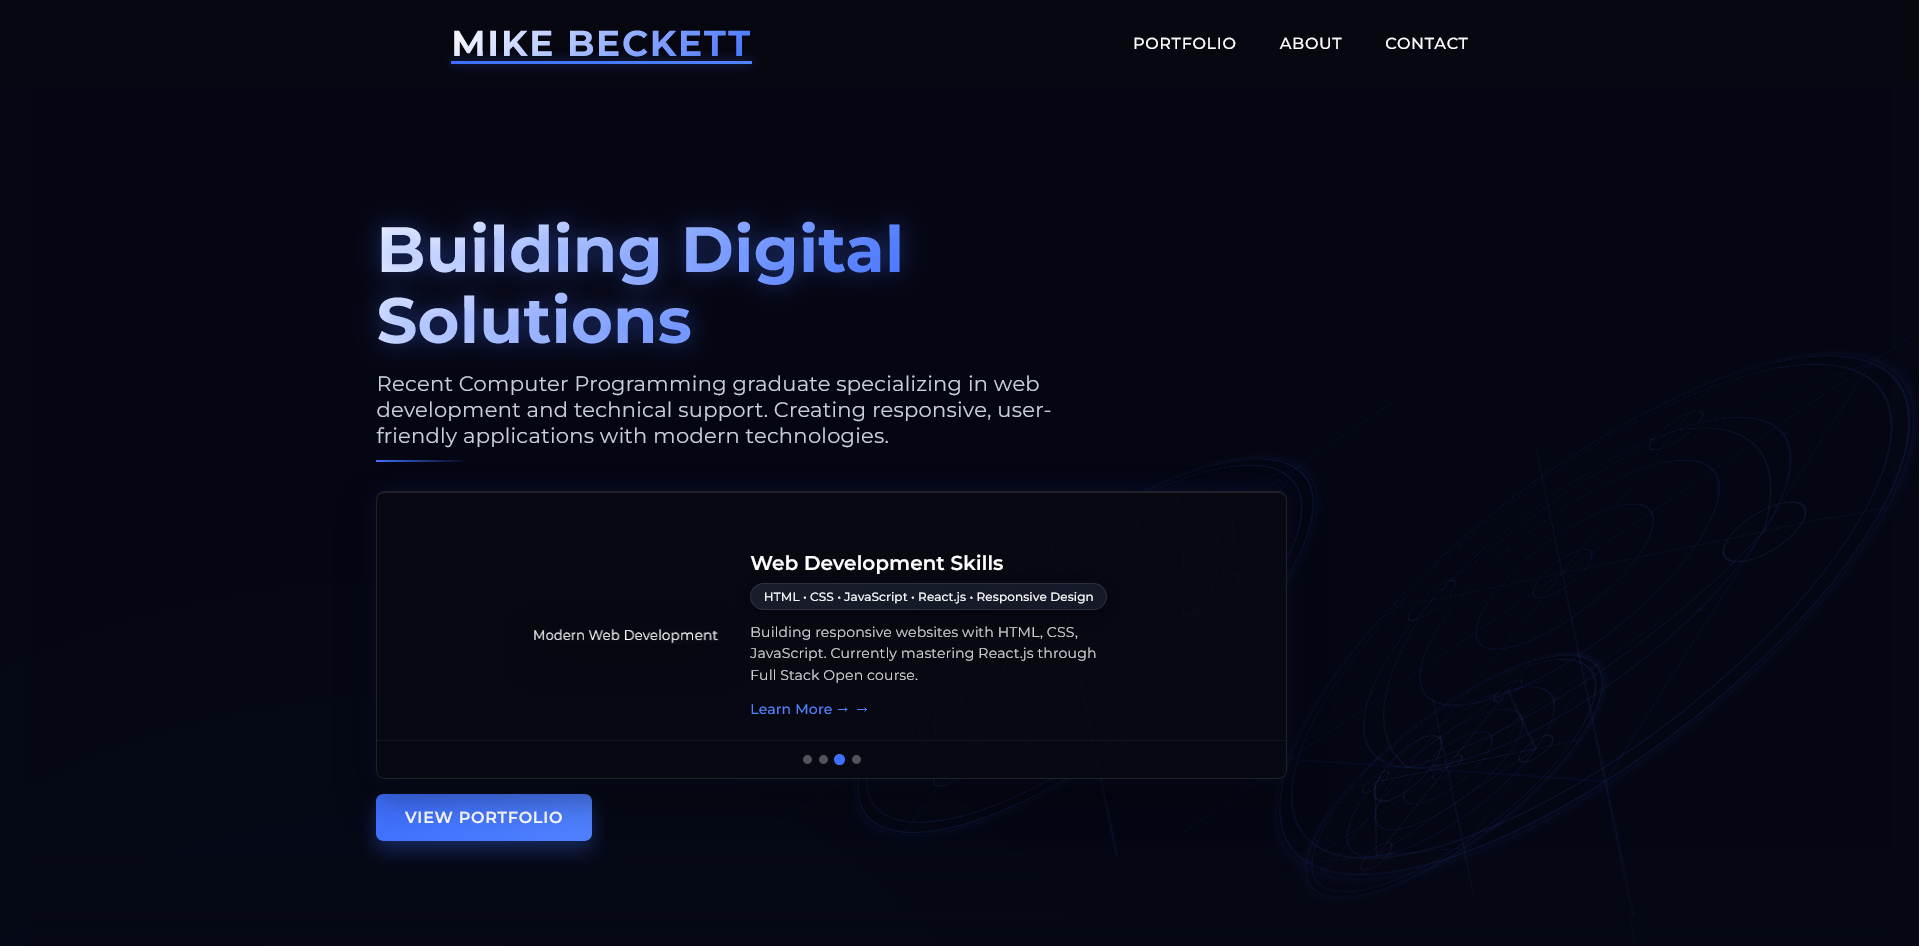 MIKE BECKETT
PORTFOLIO
ABOUT
CONTACT
Building Digital
Solutions
Recent Computer Programming graduate specializing in web
development and technical support. Creating responsive, user-
friendly applications with modern technologies.
Modern Web Development
Web Development Skills
HTML • CSS • JavaScript • React.js • Responsive Design
Building responsive websites with HTML, CSS,
JavaScript. Currently mastering React.js through
Full Stack Open course.
Learn More → →
VIEW PORTFOLIO